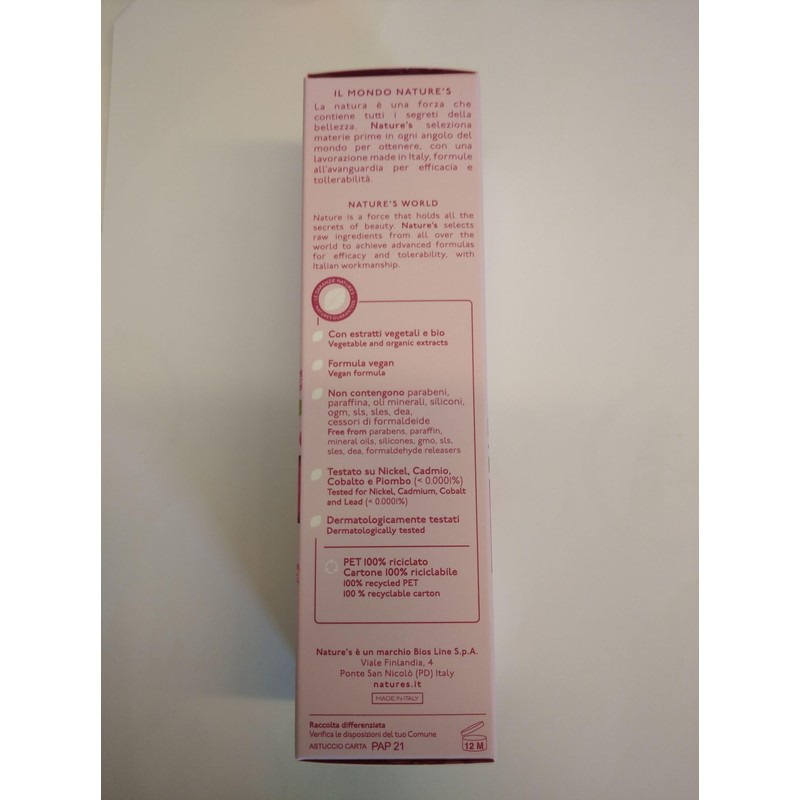 IL MONDO NATURE'S
La natura è una forza che
contiene tutti i segreti della
bellezza. Nature's seleziona
materie prime in ogni angolo del
mondo per ottenere, con una
lavorazione made in Italy, formule
all'avanguardia per efficacia e
tollerabilità.
NATURE'S WORLD
Nature is a force that holds all the
secrets of beauty. Nature's selects
raw ingredients from all over the
world to achieve advanced formulas
for efficacy and tolerability, with
Italian workmanship.
Con estratti vegetali e bio
Vegetable and organic extracts
Formula vegan
Vegan formula
Non contengono parabeni,
paraffina, oli minerali, siliconi,
ogm, sls, sles, dea,
cessori di formaldeide
Free from parabens, paraffin,
mineral oils, silicones, gmo, sls,
sles, dea, formaldehyde releasers
Testato su Nickel, Cadmio,
Cobalto e Piombo (< 0.0001%)
Tested for Nickel, Cadmium, Cobalt
and Lead (< 0.0001%)
Dermatologicamente testati
Dermatologically tested
PET 100% riciclato
Cartone 100% riciclabile
100% recycled PET
100 % recyclable carton
Nature's è un marchio Bios Line S.p.A.
Viale Finlandia, 4
Ponte San Nicolò (PD) Italy
natures.it
MADE IN ITALY
Raccolta differenziata
Verifica le disposizioni del tuo Comune
ASTUCCIO CARTA PAP 21
12 M